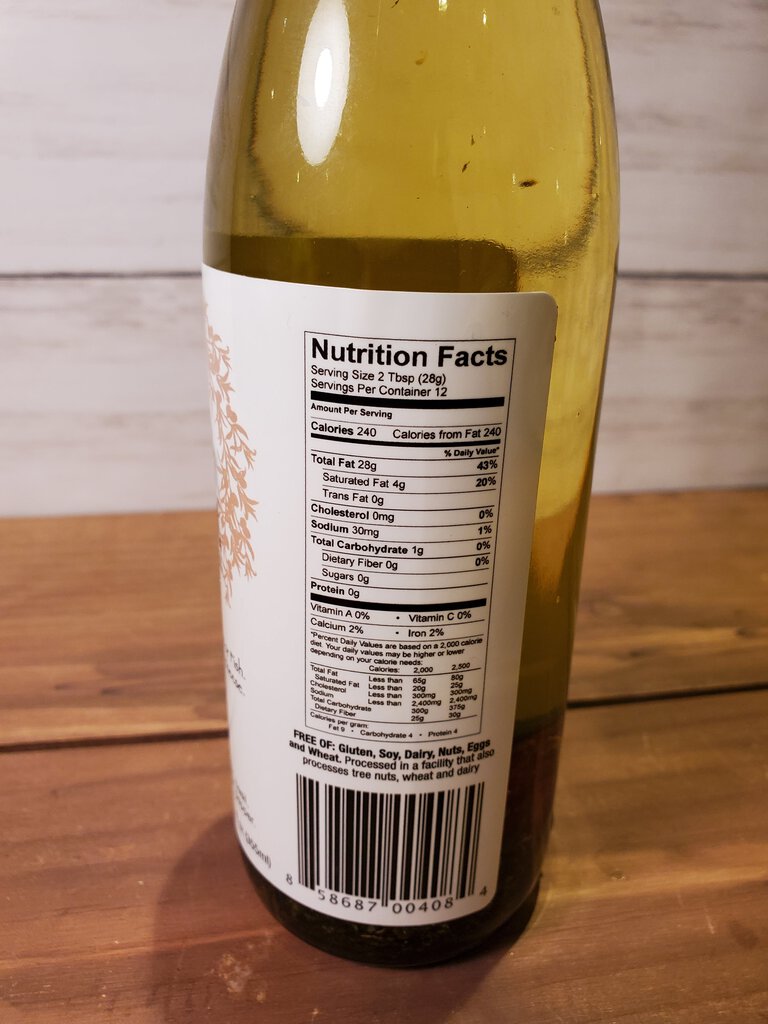 Nutrition Facts
Serving Size 2 Tbsp (28g)
Servings Per Container 12
Amount Per Serving
Calories 240 Calories from Fat 240
% Daily Value*
Total Fat 28g 43%
Saturated Fat 4g 20%
Trans Fat 0g
Cholesterol 0mg 0%
Sodium 30mg 1%
Total Carbohydrate 1g 0%
Dietary Fiber 0g 0%
Sugars 0g
Protein 0g
Vitamin A 0% • Vitamin C 0%
Calcium 2% • Iron 2%
*Percent Daily Values are based on a 2,000 calorie
diet. Your daily values may be higher or lower
depending on your calorie needs:
Calories: 2,000 2,500
Total Fat Less than 65g 80g
Saturated Fat Less than 20g 25g
Cholesterol Less than 300mg 300mg
Sodium Less than 2,400mg 2,400mg
Total Carbohydrate 300g 375g
Dietary Fiber 25g 30g
Calories per gram:
Fat 9 • Carbohydrate 4 • Protein 4
FREE OF: Gluten, Soy, Dairy, Nuts, Eggs
and Wheat. Processed in a facility that also
processes tree nuts, wheat and dairy
8 58687 00408 4